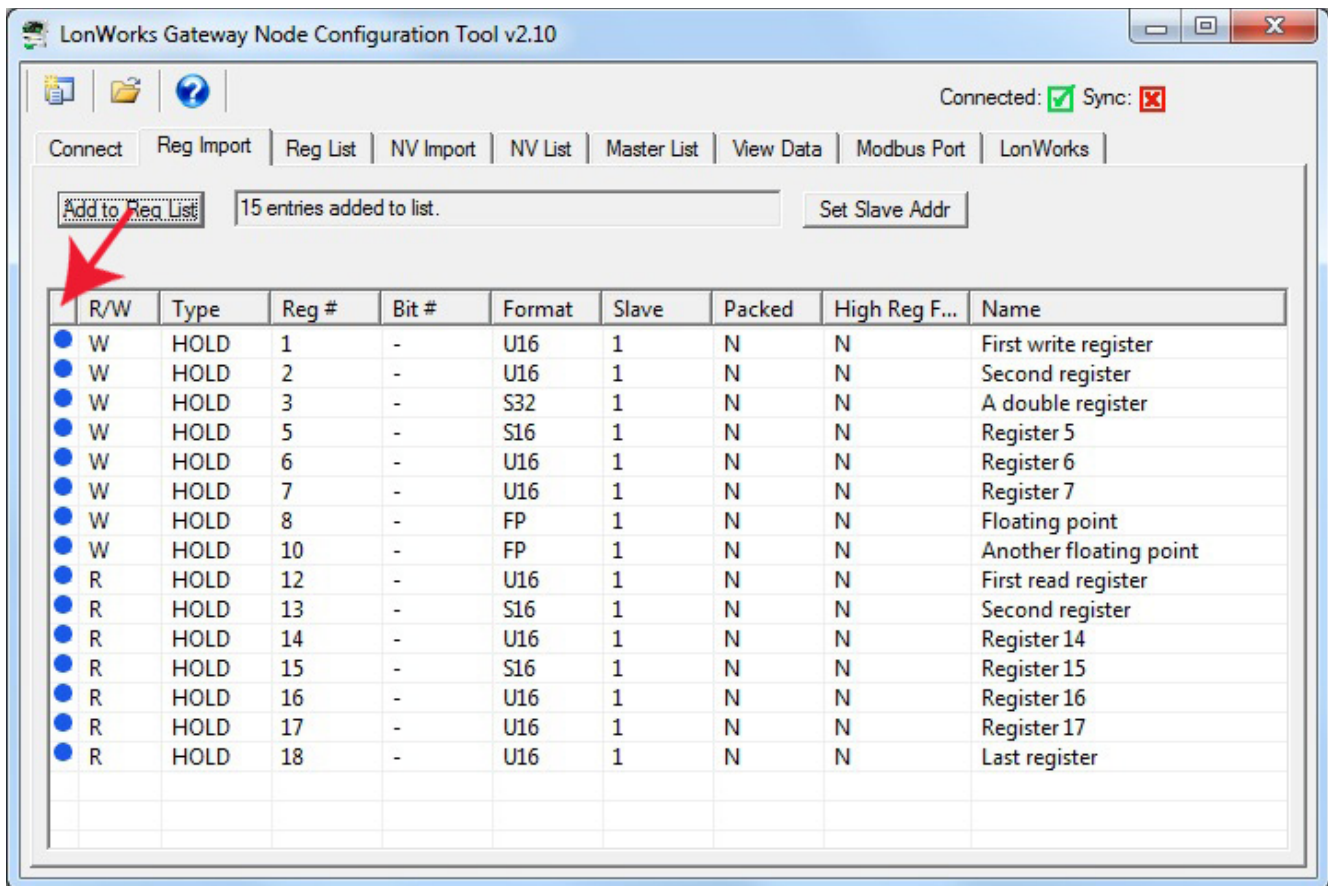 LonWorks Gateway Node Configuration Tool v2.10
Connected: Sync:
Connect Reg Import Reg List NV Import NV List Master List View Data Modbus Port LonWorks
Add to Reg List 15 entries added to list. Set Slave Addr
R/W Type Reg # Bit # Format Slave Packed High Reg F... Name
W HOLD 1 - U16 1 N N First write register
W HOLD 2 - U16 1 N N Second register
W HOLD 3 - S32 1 N N A double register
W HOLD 5 - S16 1 N N Register 5
W HOLD 6 - U16 1 N N Register 6
W HOLD 7 - U16 1 N N Register 7
W HOLD 8 - FP 1 N N Floating point
W HOLD 10 - FP 1 N N Another floating point
R HOLD 12 - U16 1 N N First read register
R HOLD 13 - S16 1 N N Second register
R HOLD 14 - U16 1 N N Register 14
R HOLD 15 - S16 1 N N Register 15
R HOLD 16 - U16 1 N N Register 16
R HOLD 17 - U16 1 N N Register 17
R HOLD 18 - U16 1 N N Last register